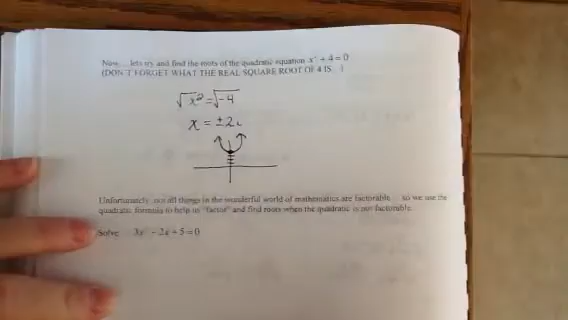 Now... lets try and find the roots of the quadratic equation x² + 4 = 0
(DON'T FORGET WHAT THE REAL SQUARE ROOT OF 4 IS...)
√x² = √-4
x = ±2i
Unfortunately, not all things in the wonderful world of mathematics are factorable... so we use the
quadratic formula to help us "factor" and find roots when the quadratic is not factorable.
Solve 3x² - 2x + 5 = 0